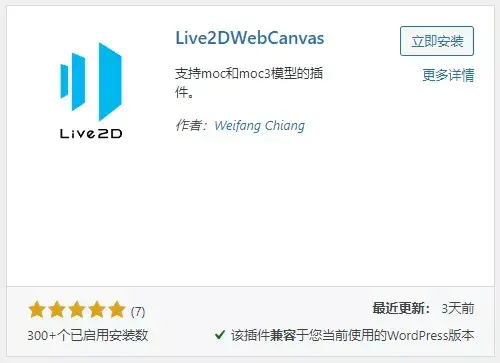 Live2DWebCanvas
立即安装
支持moc和moc3模型的插
件。
更多详情
作者：Weifang Chiang
Live2D
(7)
最近更新： 3天前
300+个已启用安装数
该插件兼容于您当前使用的WordPress版本